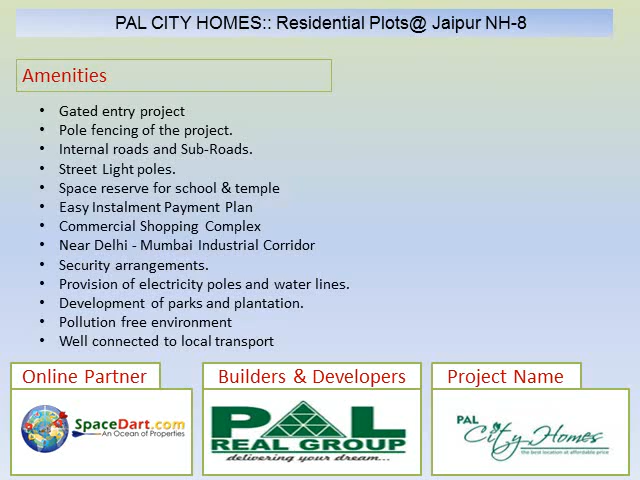 PAL CITY HOMES:: Residential Plots@ Jaipur NH-8
Amenities
• Gated entry project
• Pole fencing of the project.
• Internal roads and Sub-Roads.
• Street Light poles.
• Space reserve for school & temple
• Easy Instalment Payment Plan
• Commercial Shopping Complex
• Near Delhi - Mumbai Industrial Corridor
• Security arrangements.
• Provision of electricity poles and water lines.
• Development of parks and plantation.
• Pollution free environment
• Well connected to local transport
Online Partner
SpaceDart.com
An Ocean of Properties
Builders & Developers
PAL
REAL GROUP
delivering your dream...
Project Name
PAL
City Homes
the best location at affordable price